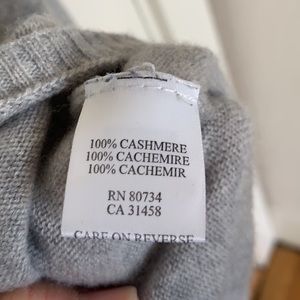 100% CASHMERE
100% CACHEMIRE
100% CACHEMIR
RN 80734
CA 31458
CARE ON REVERSE